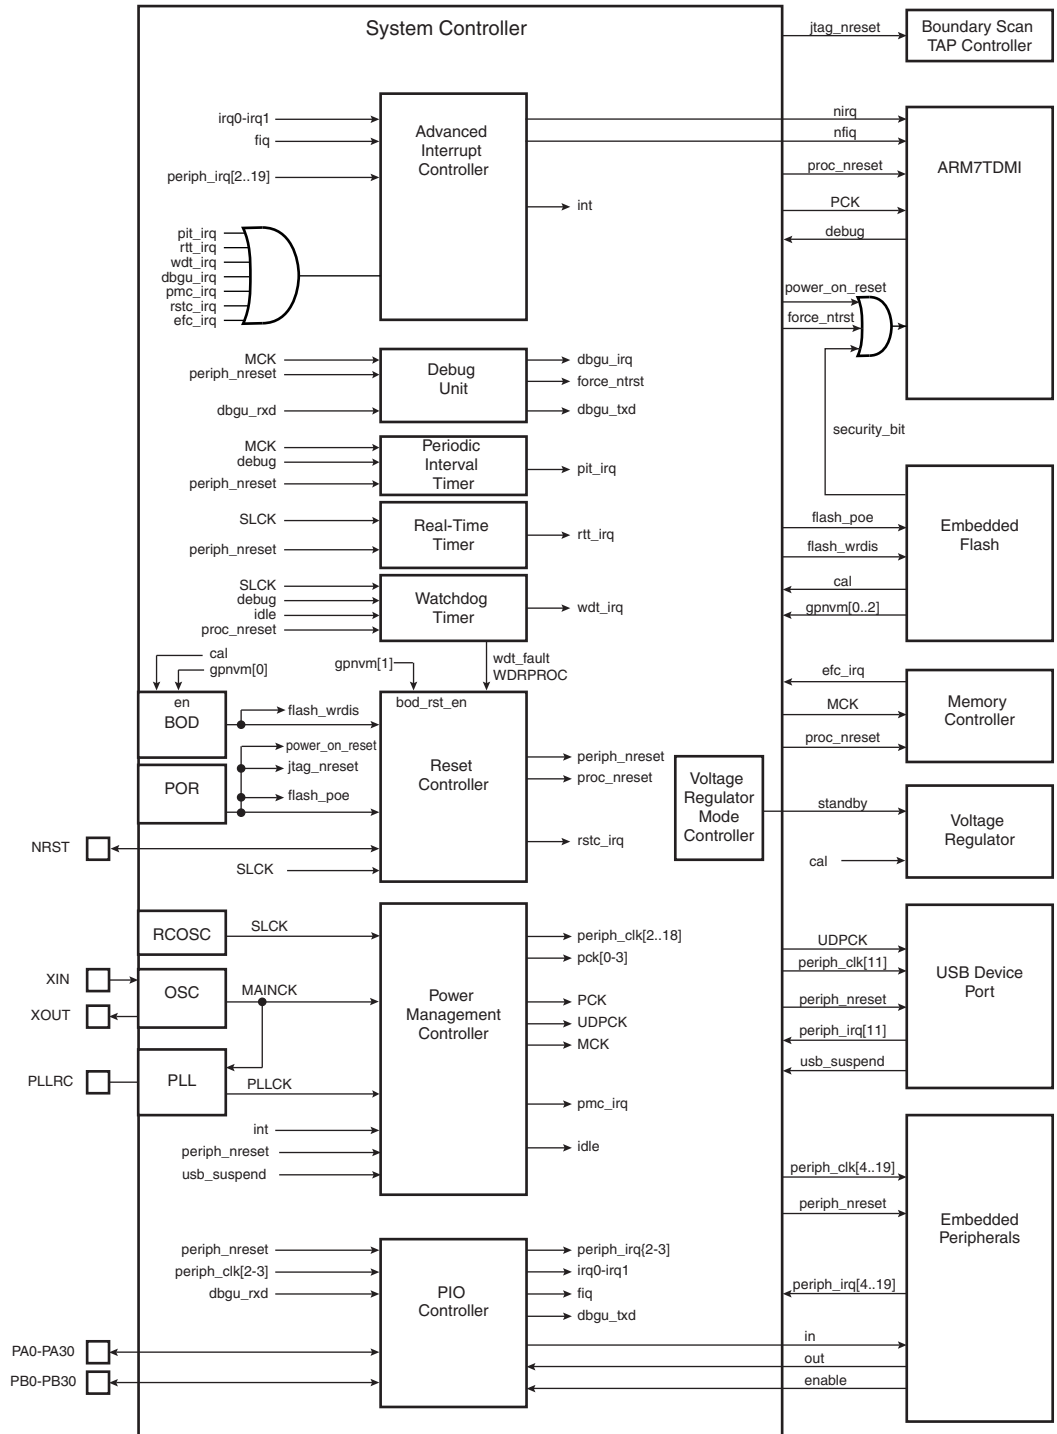 System Controller
jtag_nreset
Boundary Scan
TAP Controller
irq0-irq1
fiq
periph_irq[2..19]
Advanced
Interrupt
Controller
int
nirq
nfiq
proc_nreset
PCK
debug
ARM7TDMI
pit_irq
rtt_irq
wdt_irq
dbgu_irq
pmc_irq
rstc_irq
efc_irq
power_on_reset
force_ntrst
security_bit
MCK
periph_nreset
dbgu_rxd
Debug
Unit
dbgu_irq
force_ntrst
dbgu_txd
MCK
debug
periph_nreset
Periodic
Interval
Timer
pit_irq
SLCK
periph_nreset
Real-Time
Timer
rtt_irq
flash_poe
flash_wrdis
cal
gpnvm[0..2]
Embedded
Flash
SLCK
debug
idle
proc_nreset
Watchdog
Timer
wdt_irq
wdt_fault
WDRPROC
cal
gpnvm[0]
gpnvm[1]
en
BOD
bod_rst_en
flash_wrdis
power_on_reset
jtag_nreset
flash_poe
POR
Reset
Controller
periph_nreset
proc_nreset
rstc_irq
NRST
SLCK
efc_irq
MCK
proc_nreset
Memory
Controller
Voltage
Regulator
Mode
Controller
standby
cal
Voltage
Regulator
RCOSC
SLCK
XIN
OSC
MAINCK
XOUT
PLLRC
PLL
PLLCK
int
periph_nreset
usb_suspend
Power
Management
Controller
periph_clk[2..18]
pck[0-3]
PCK
UDPCK
MCK
pmc_irq
idle
UDPCK
periph_clk[11]
periph_nreset
periph_irq[11]
usb_suspend
USB Device
Port
periph_clk[4..19]
periph_nreset
periph_irq[4..19]
Embedded
Peripherals
periph_nreset
periph_clk[2-3]
dbgu_rxd
PIO
Controller
periph_irq{2-3]
irq0-irq1
fiq
dbgu_txd
in
out
enable
PA0-PA30
PB0-PB30